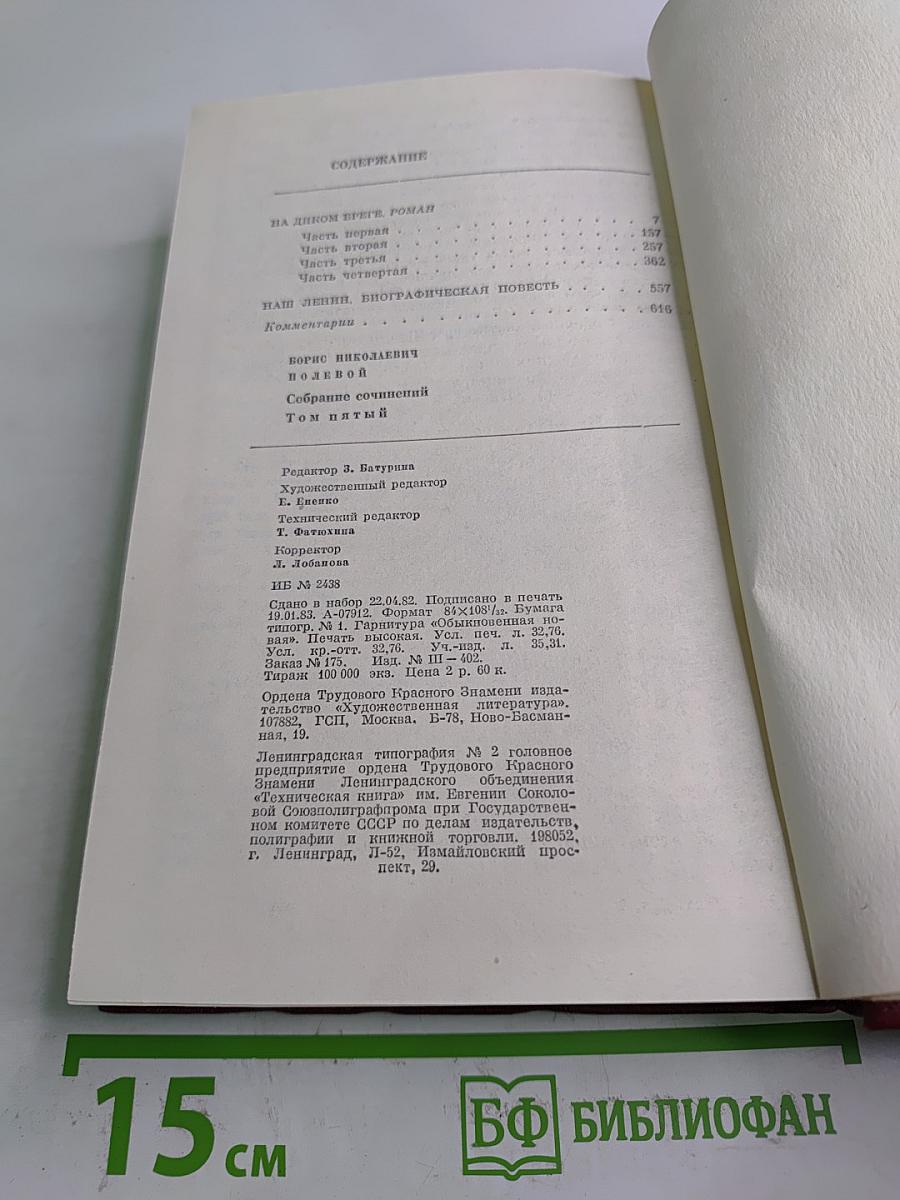 СОДЕРЖАНИЕ
НА ДИКОМ БРЕГЕ. РОМАН
Часть первая . . . . . . . . . . . . . . . 7
Часть вторая . . . . . . . . . . . . . . . 137
Часть третья . . . . . . . . . . . . . . . 257
Часть четвертая . . . . . . . . . . . . . . 362
НАШ ЛЕНИН. БИОГРАФИЧЕСКАЯ ПОВЕСТЬ . . . . . 557
Комментарии . . . . . . . . . . . . . . . . 616
БОРИС НИКОЛАЕВИЧ
ПОЛЕВОЙ
Собрание сочинений
Том пятый
Редактор З. Батурина
Художественный редактор
Е. Ененко
Технический редактор
Т. Фатюхина
Корректор
Л. Лобанова
ИБ № 2438
Сдано в набор 22.04.82. Подписано в печать
19.01.83. А-07912. Формат 84×108¹/₃₂. Бумага
типогр. № 1. Гарнитура «Обыкновенная но-
вая». Печать высокая. Усл. печ. л. 32,76.
Усл. кр.-отт. 32,76. Уч.-изд. л. 35,31.
Заказ № 175. Изд. № III — 402.
Тираж 100 000 экз. Цена 2 р. 60 к.
Ордена Трудового Красного Знамени изда-
тельство «Художественная литература».
107882, ГСП, Москва. Б-78, Ново-Басман-
ная, 19.
Ленинградская типография № 2 головное
предприятие ордена Трудового Красного
Знамени Ленинградского объединения
«Техническая книга» им. Евгении Соколо-
вой Союзполиграфпрома при Государствен-
ном комитете СССР по делам издательств,
полиграфии и книжной торговли. 198052,
г. Ленинград, Л-52, Измайловский прос-
пект, 29.
15 см
БФ БИБЛИОФАН